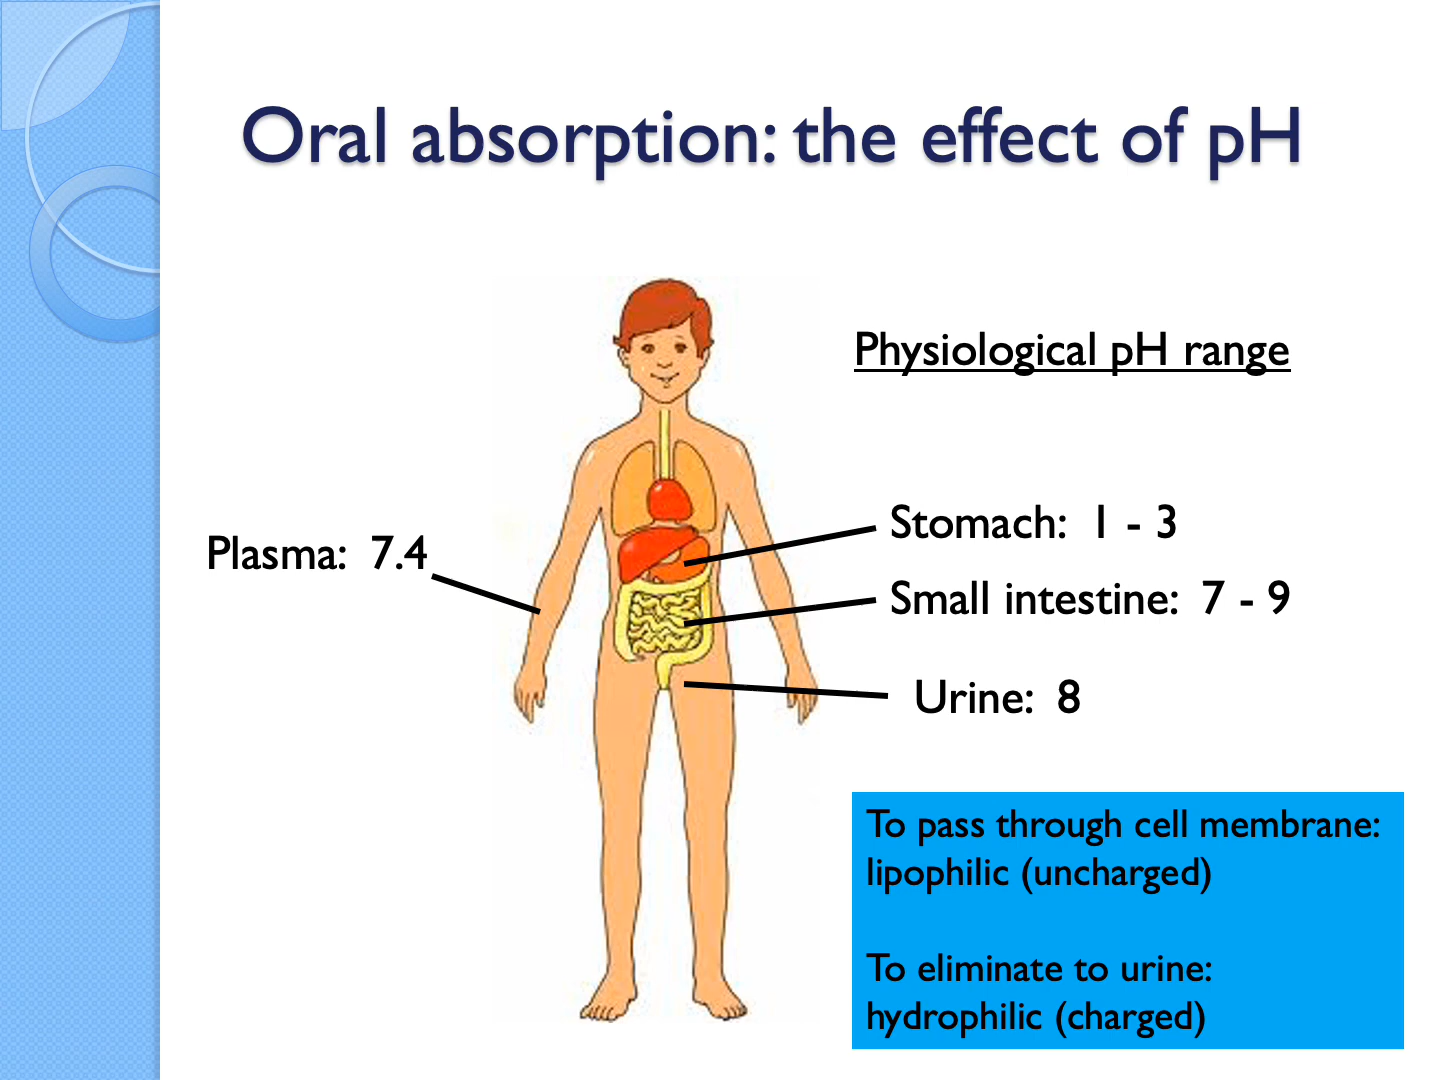 Oral absorption: the effect of pH
Physiological pH range
Plasma: 7.4
Stomach: 1 - 3
Small intestine: 7 - 9
Urine: 8
To pass through cell membrane:
lipophilic (uncharged)
To eliminate to urine:
hydrophilic (charged)